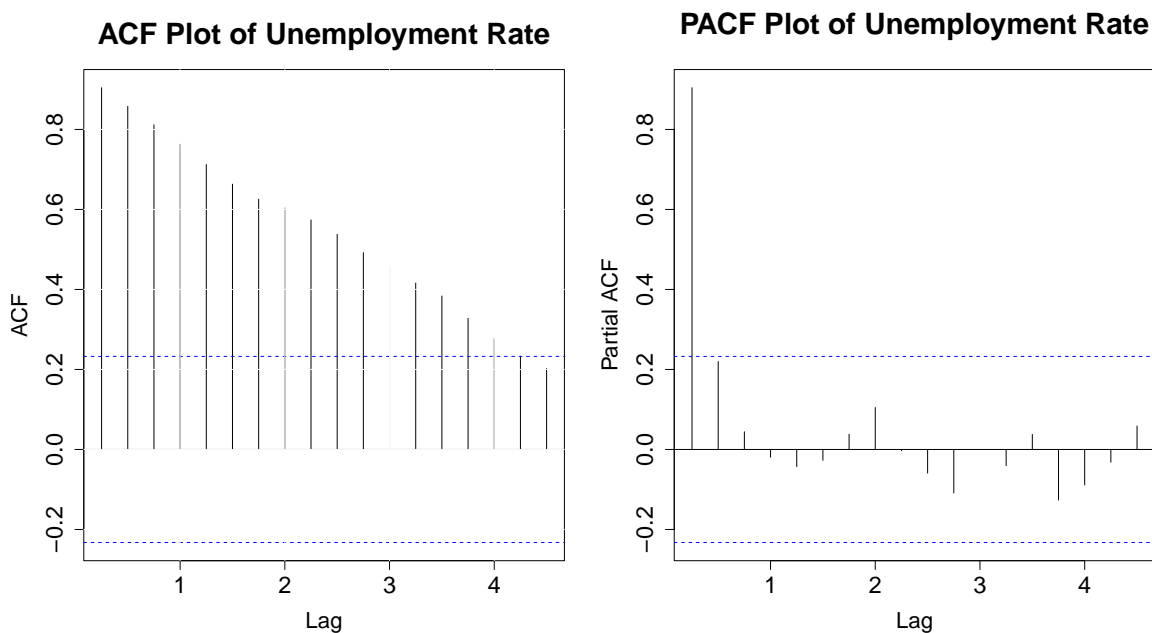 ACF Plot of Unemployment Rate
ACF
0.8
0.6
0.4
0.2
0.0
−0.2
1 2 3 4
Lag
PACF Plot of Unemployment Rate
Partial ACF
0.8
0.6
0.4
0.2
0.0
−0.2
1 2 3 4
Lag